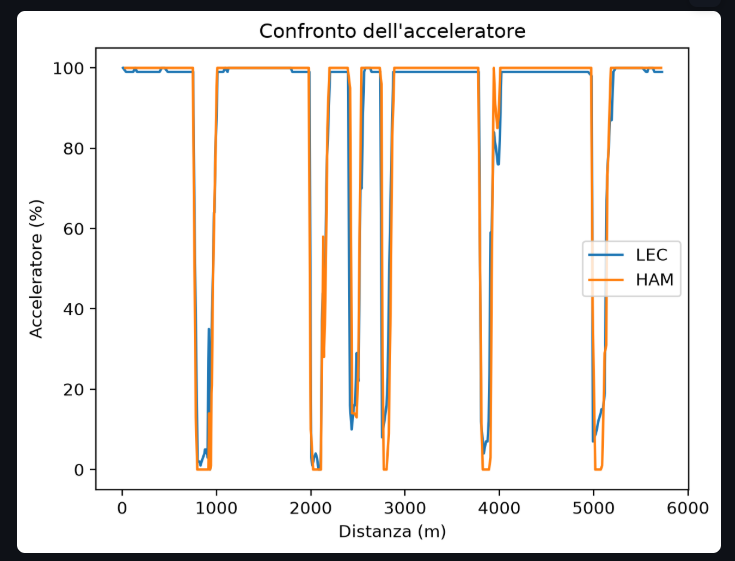 Confronto dell'acceleratore
100
80
60
40
20
0
Acceleratore (%)
LEC
HAM
0 1000 2000 3000 4000 5000 6000
Distanza (m)